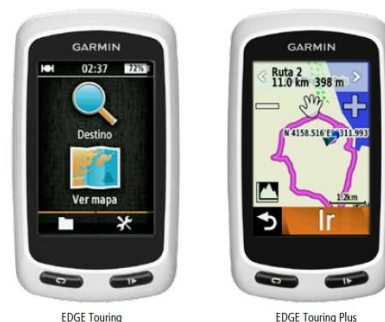 GARMIN
02:37 72%
Destino
Ver mapa
EDGE Touring
GARMIN
Ruta 2
11.0 km 398 m
N 4158.516'E 311.993'
1.2km
Ir
EDGE Touring Plus